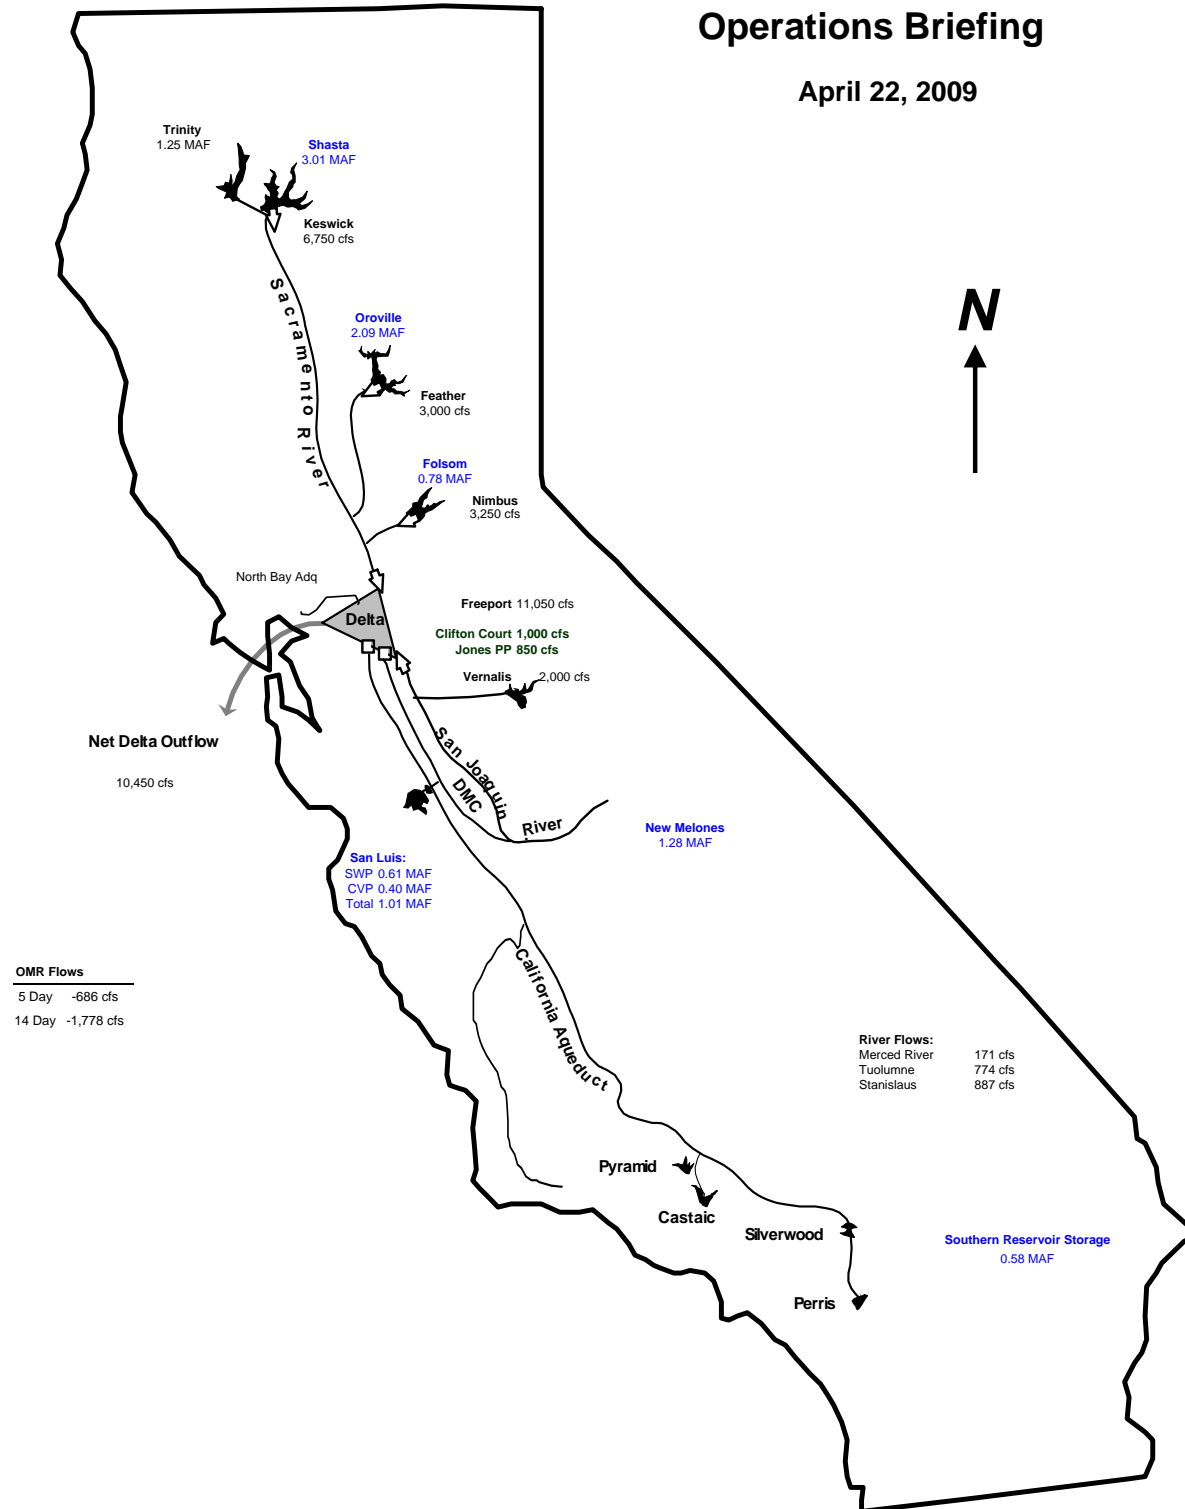 Operations Briefing
April 22, 2009
Trinity
1.25 MAF
Shasta
3.01 MAF
Keswick
6,750 cfs
Sacramento River
Oroville
2.09 MAF
N
Feather
3,000 cfs
Folsom
0.78 MAF
Nimbus
3,250 cfs
North Bay Adq
Delta
Freeport 11,050 cfs
Clifton Court 1,000 cfs
Jones PP 850 cfs
Vernalis 2,000 cfs
Net Delta Outflow
10,450 cfs
San Joaquin River
DMC
New Melones
1.28 MAF
San Luis:
SWP 0.61 MAF
CVP 0.40 MAF
Total 1.01 MAF
California Aqueduct
OMR Flows
5 Day -686 cfs
14 Day -1,778 cfs
River Flows:
Merced River 171 cfs
Tuolumne 774 cfs
Stanislaus 887 cfs
Pyramid
Castaic
Silverwood
Southern Reservoir Storage
0.58 MAF
Perris